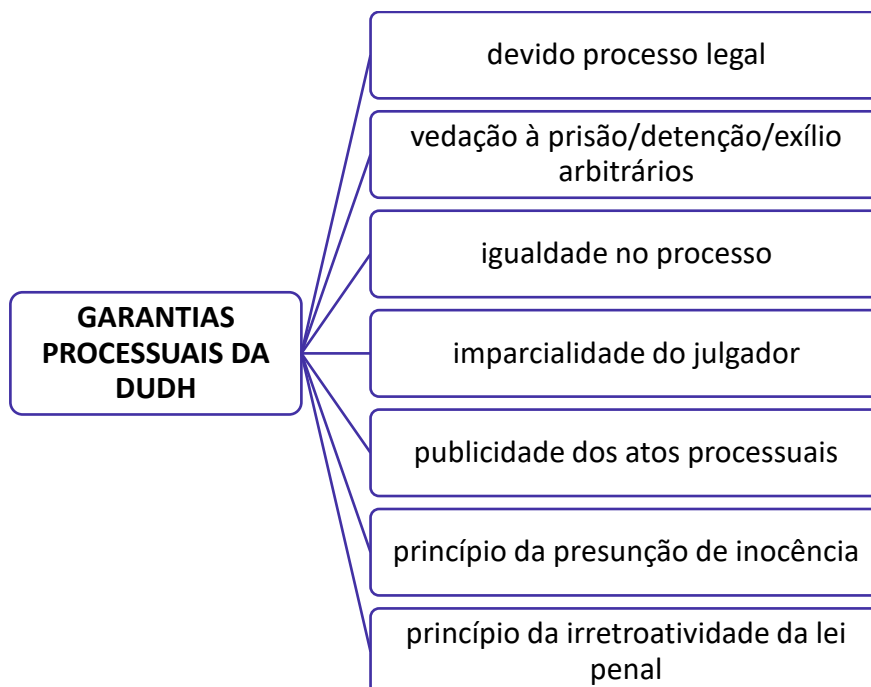 devido processo legal
vedação à prisão/detenção/exílio
arbitrários
igualdade no processo
GARANTIAS
PROCESSUAIS DA
DUDH
imparcialidade do julgador
publicidade dos atos processuais
princípio da presunção de inocência
princípio da irretroatividade da lei
penal